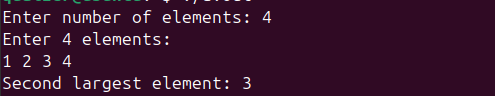 Enter number of elements: 4
Enter 4 elements:
1 2 3 4
Second largest element: 3